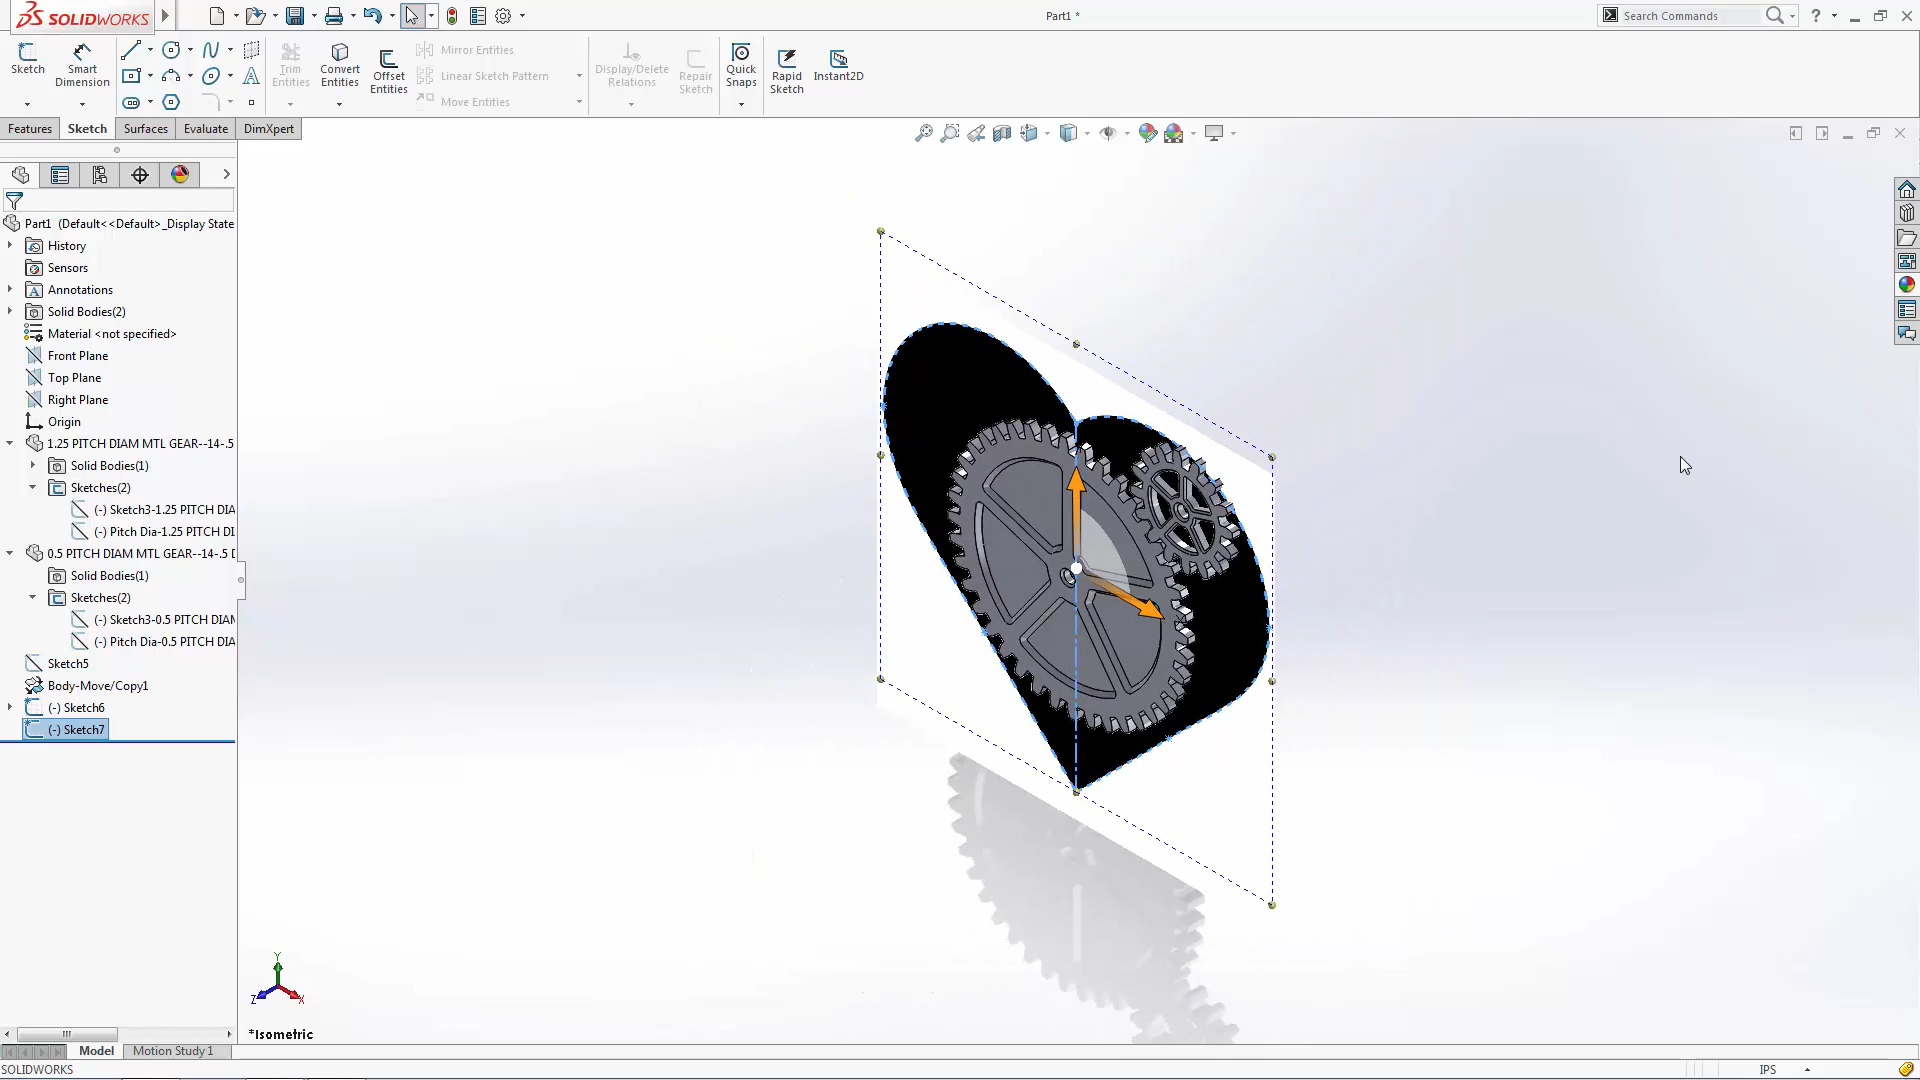 SOLIDWORKS
Part1 *
Search Commands
Sketch
Smart Dimension
Trim Entities
Convert Entities
Offset Entities
Mirror Entities
Linear Sketch Pattern
Move Entities
Display/Delete Relations
Repair Sketch
Quick Snaps
Rapid Sketch
Instant2D
Features
Sketch
Surfaces
Evaluate
DimXpert
Part1 (Default<<Default>_Display State
History
Sensors
Annotations
Solid Bodies(2)
Material <not specified>
Front Plane
Top Plane
Right Plane
Origin
1.25 PITCH DIAM MTL GEAR--14-.5
Solid Bodies(1)
Sketches(2)
(-) Sketch3-1.25 PITCH DIA
(-) Pitch Dia-1.25 PITCH DI
0.5 PITCH DIAM MTL GEAR--14-.5 D
Solid Bodies(1)
Sketches(2)
(-) Sketch3-0.5 PITCH DIAM
(-) Pitch Dia-0.5 PITCH DIA
Sketch5
Body-Move/Copy1
(-) Sketch6
(-) Sketch7
Y
Z
X
*Isometric
Model
Motion Study 1
SOLIDWORKS
IPS